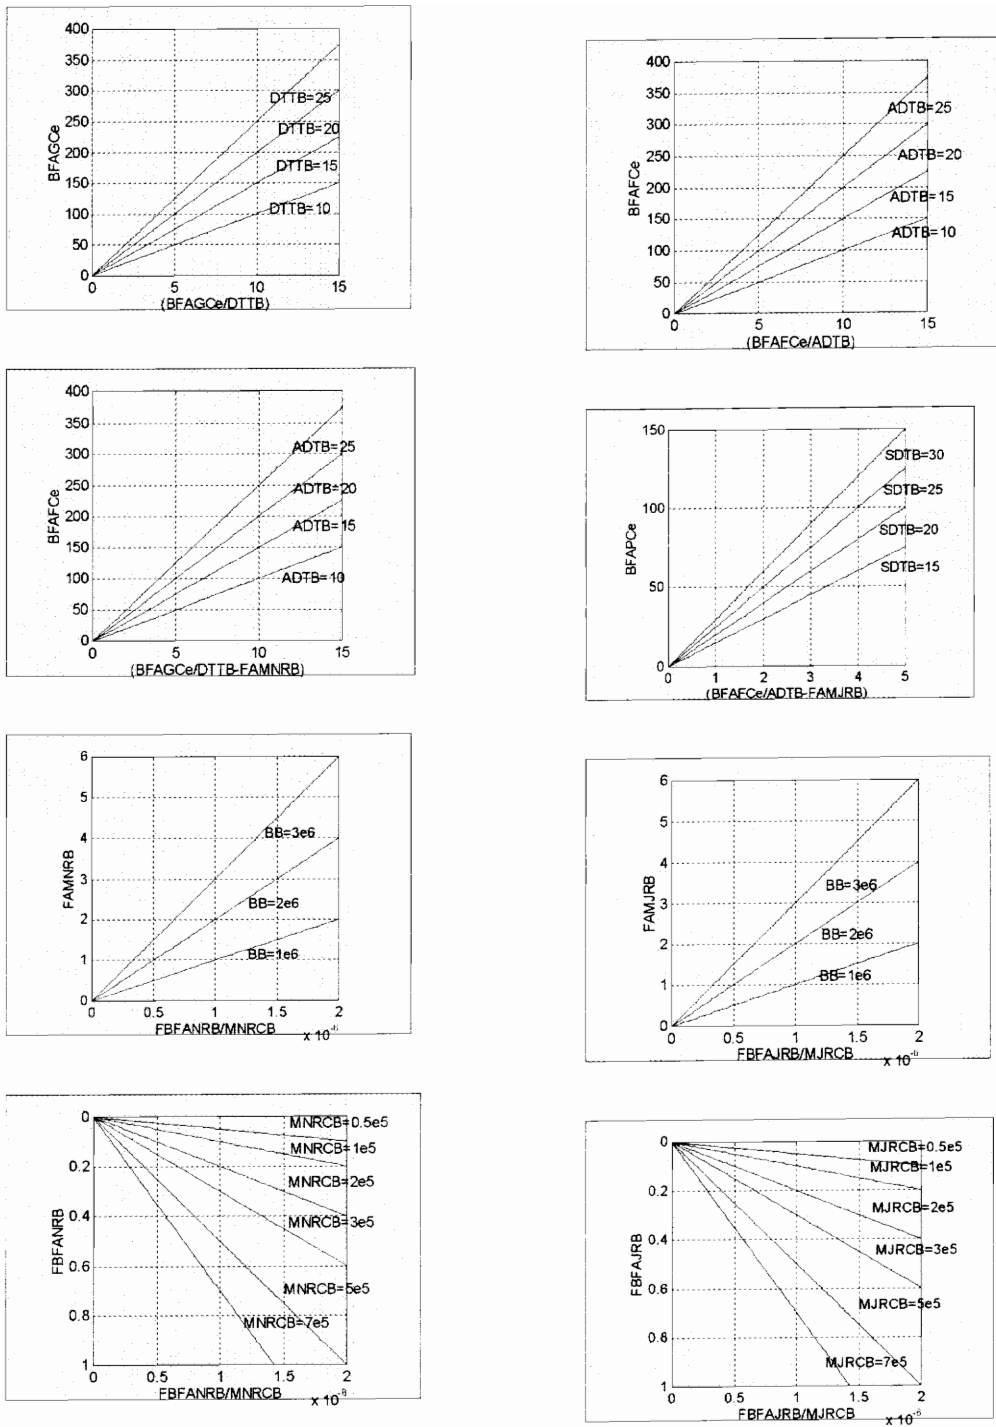 400
350
300
250
200
150
100
50
0
BFAGCe
DTTB=25
DTTB=20
DTTB=15
DTTB=10
0 5 10 15
(BFAGCe/DTTB)
400
350
300
250
200
150
100
50
0
BFAFCe
ADTB=25
ADTB=20
ADTB=15
ADTB=10
0 5 10 15
(BFAFCe/ADTB)
400
350
300
250
200
150
100
50
0
BFAFCe
ADTB=25
ADTB=20
ADTB=15
ADTB=10
0 5 10 15
(BFAGCe/DTTB-FAMNRB)
150
100
50
0
BFAPCe
SDTB=30
SDTB=25
SDTB=20
SDTB=15
0 1 2 3 4 5
(BFAFCe/ADTB-FAMJRB)
6
5
4
3
2
1
0
FAMNRB
BB=3e6
BB=2e6
BB=1e6
0 0.5 1 1.5 2
FBFANRB/MNRCB
x 10⁻⁶
6
5
4
3
2
1
0
FAMJRB
BB=3e6
BB=2e6
BB=1e6
0 0.5 1 1.5 2
FBFAJRB/MJRCB
x 10⁻⁶
0
0.2
0.4
0.6
0.8
1
FBFANRB
MNRCB=0.5e5
MNRCB=1e5
MNRCB=2e5
MNRCB=3e5
MNRCB=5e5
MNRCB=7e5
0 0.5 1 1.5 2
FBFANRB/MNRCB
x 10⁻⁶
0
0.2
0.4
0.6
0.8
1
FBFAJRB
MJRCB=0.5e5
MJRCB=1e5
MJRCB=2e5
MJRCB=3e5
MJRCB=5e5
MJRCB=7e5
0 0.5 1 1.5 2
FBFAJRB/MJRCB
x 10⁻⁶